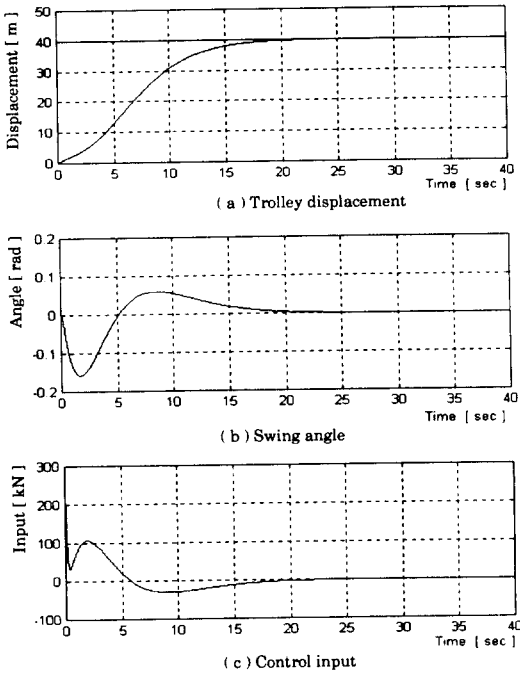 Displacement [ m ]
50
40
30
20
10
0
0 5 10 15 20 25 30 35 40
Time [ sec ]
( a ) Trolley displacement
Angle [ rad ]
0.2
0.1
0
-0.1
-0.2
0 5 10 15 20 25 30 35 40
Time [ sec ]
( b ) Swing angle
Input [ kN ]
300
200
100
0
-100
0 5 10 15 20 25 30 35 40
Time [ sec ]
( c ) Control input